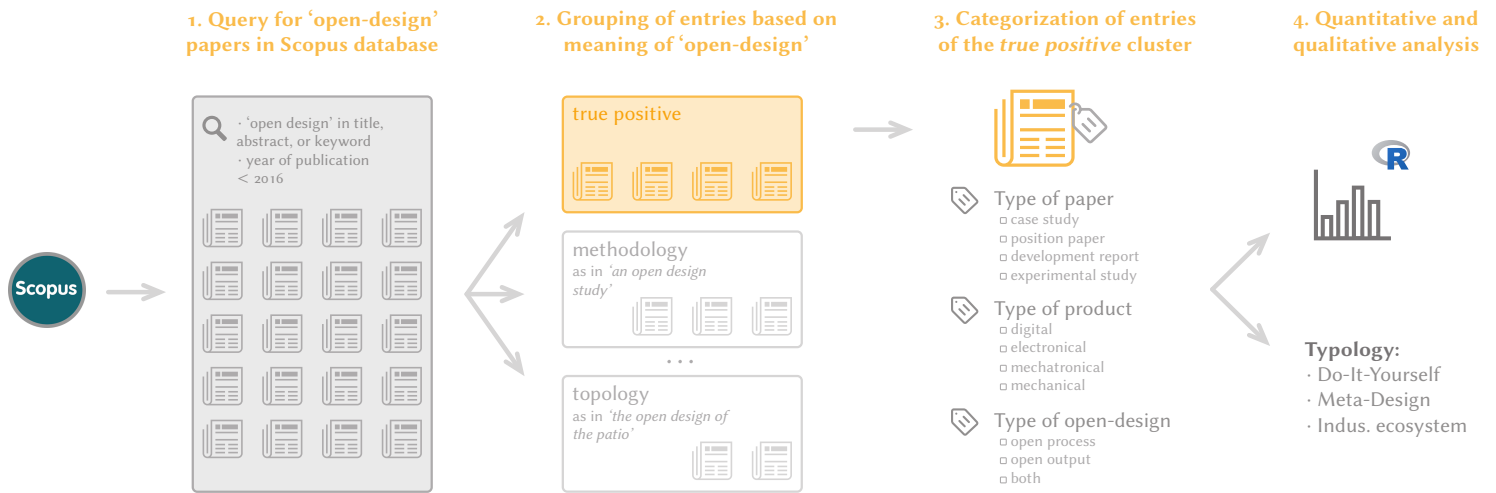 1. Query for ‘open-design’
papers in Scopus database
2. Grouping of entries based on
meaning of ‘open-design’
3. Categorization of entries
of the true positive cluster
4. Quantitative and
qualitative analysis
Scopus
· ‘open design’ in title,
abstract, or keyword
· year of publication
< 2016
true positive
methodology
as in ‘an open design
study’
...
topology
as in ‘the open design of
the patio’
Type of paper
case study
position paper
development report
experimental study
Type of product
digital
electronical
mechatronical
mechanical
Type of open-design
open process
open output
both
R
Typology:
· Do-It-Yourself
· Meta-Design
· Indus. ecosystem